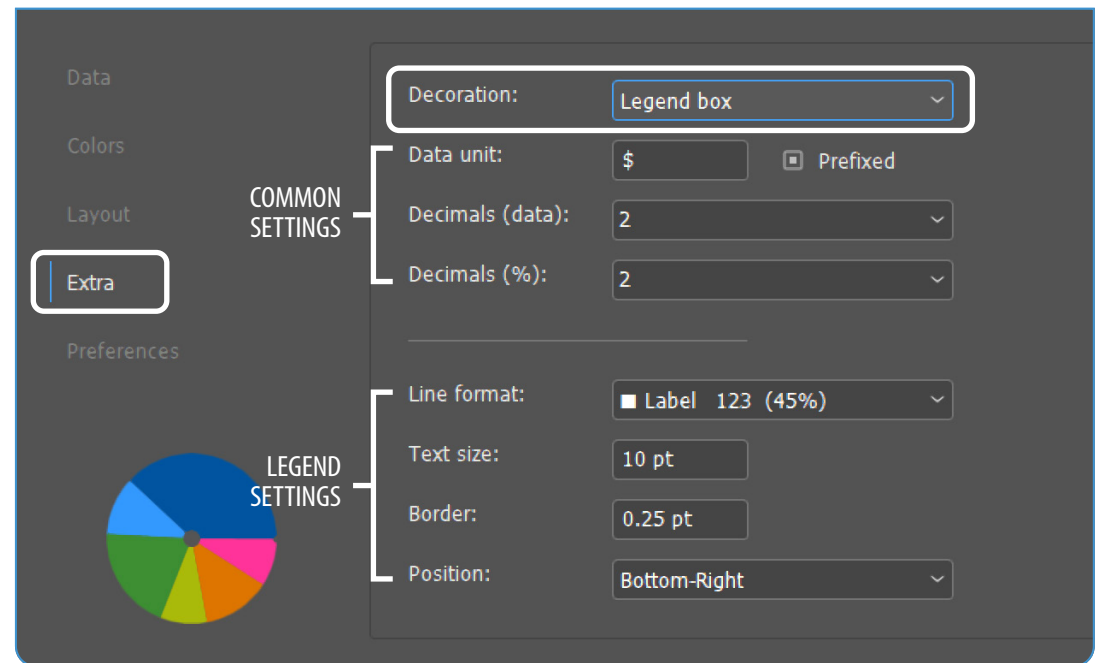 Data
Colors
Layout
Extra
Preferences
COMMON
SETTINGS
LEGEND
SETTINGS
Decoration: Legend box
Data unit: $ Prefixed
Decimals (data): 2
Decimals (%): 2
Line format: ■ Label 123 (45%)
Text size: 10 pt
Border: 0.25 pt
Position: Bottom-Right